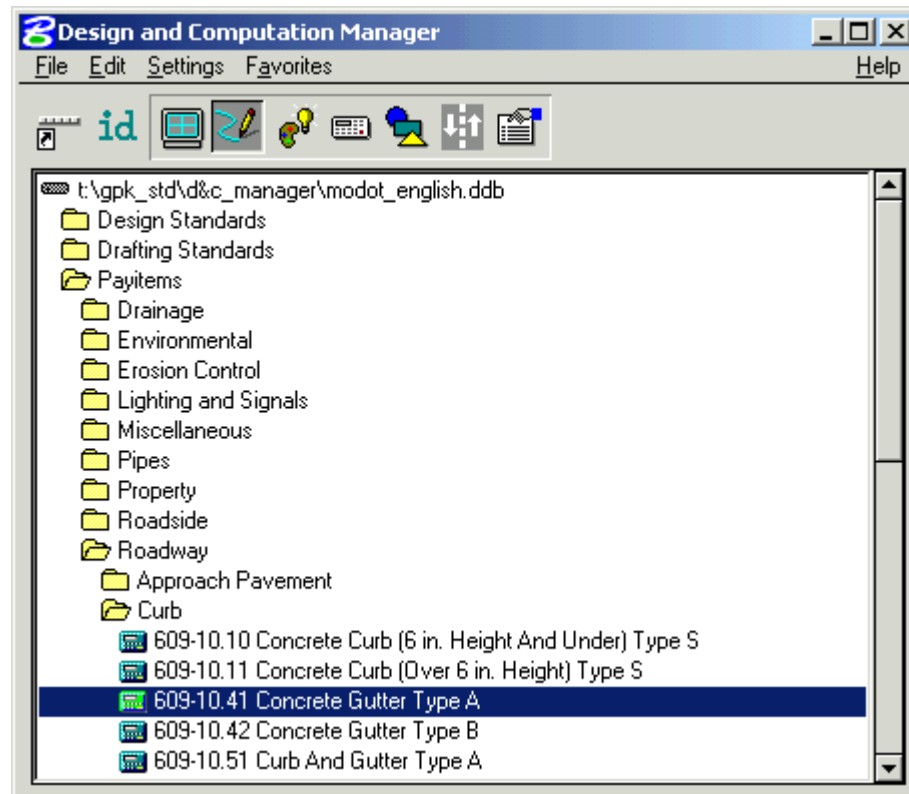 Design and Computation Manager
File Edit Settings Favorites Help
id
t:\gpk_std\d&c_manager\modot_english.ddb
Design Standards
Drafting Standards
Payitems
Drainage
Environmental
Erosion Control
Lighting and Signals
Miscellaneous
Pipes
Property
Roadside
Roadway
Approach Pavement
Curb
609-10.10 Concrete Curb (6 in. Height And Under) Type S
609-10.11 Concrete Curb (Over 6 in. Height) Type S
609-10.41 Concrete Gutter Type A
609-10.42 Concrete Gutter Type B
609-10.51 Curb And Gutter Type A